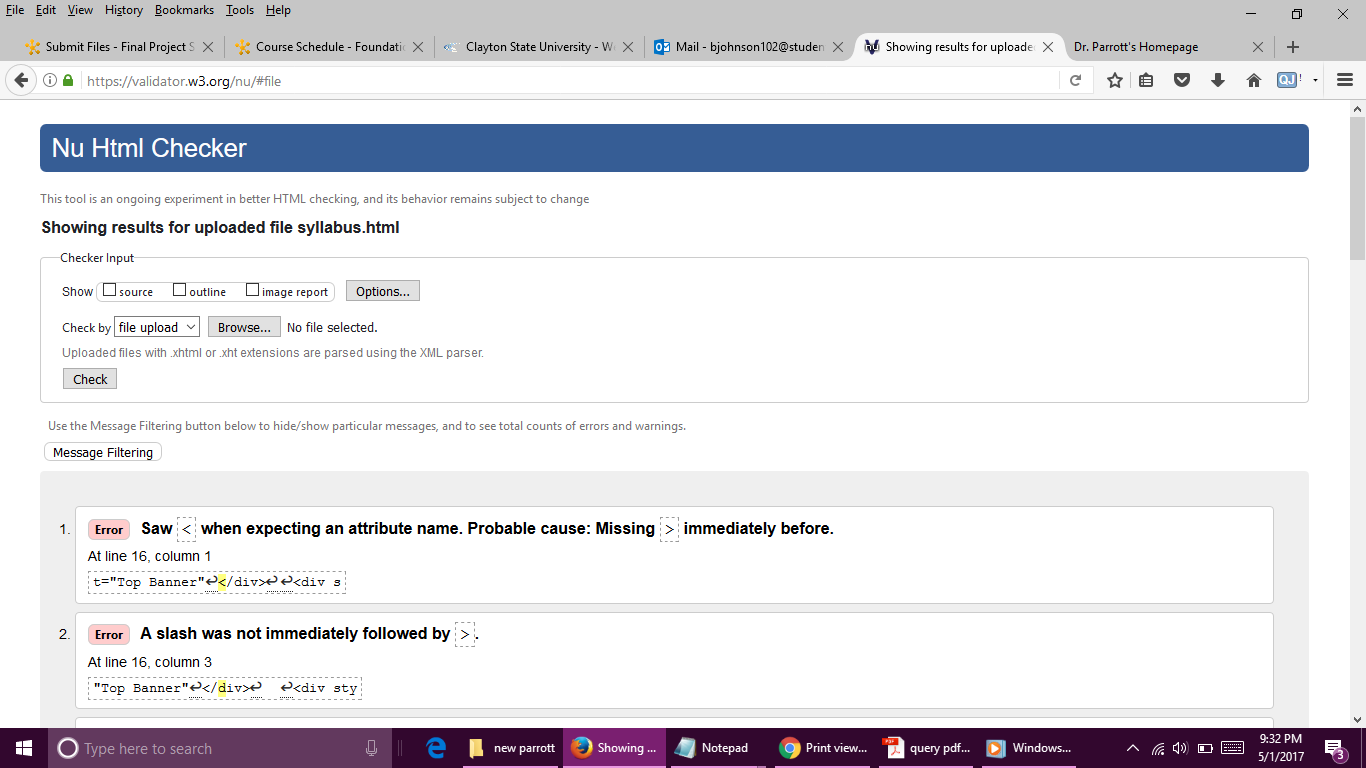 File Edit View History Bookmarks Tools Help
Submit Files - Final Project S Course Schedule - Foundatio Clayton State University - We Mail - bjohnson102@studen Showing results for uploade Dr. Parrott's Homepage
https://validator.w3.org/nu/#file
Nu Html Checker
This tool is an ongoing experiment in better HTML checking, and its behavior remains subject to change
Showing results for uploaded file syllabus.html
Checker Input
Show source outline image report Options...
Check by file upload Browse... No file selected.
Uploaded files with .xhtml or .xht extensions are parsed using the XML parser.
Check
Use the Message Filtering button below to hide/show particular messages, and to see total counts of errors and warnings.
Message Filtering
1. Error Saw < when expecting an attribute name. Probable cause: Missing > immediately before.
At line 16, column 1
t="Top Banner"↩</div>↩ ↩<div s
2. Error A slash was not immediately followed by >.
At line 16, column 3
"Top Banner"↩</div>↩ ↩<div sty
Type here to search new parrott Showing ... Notepad Print view... query pdf... Windows... 9:32 PM
5/1/2017 3